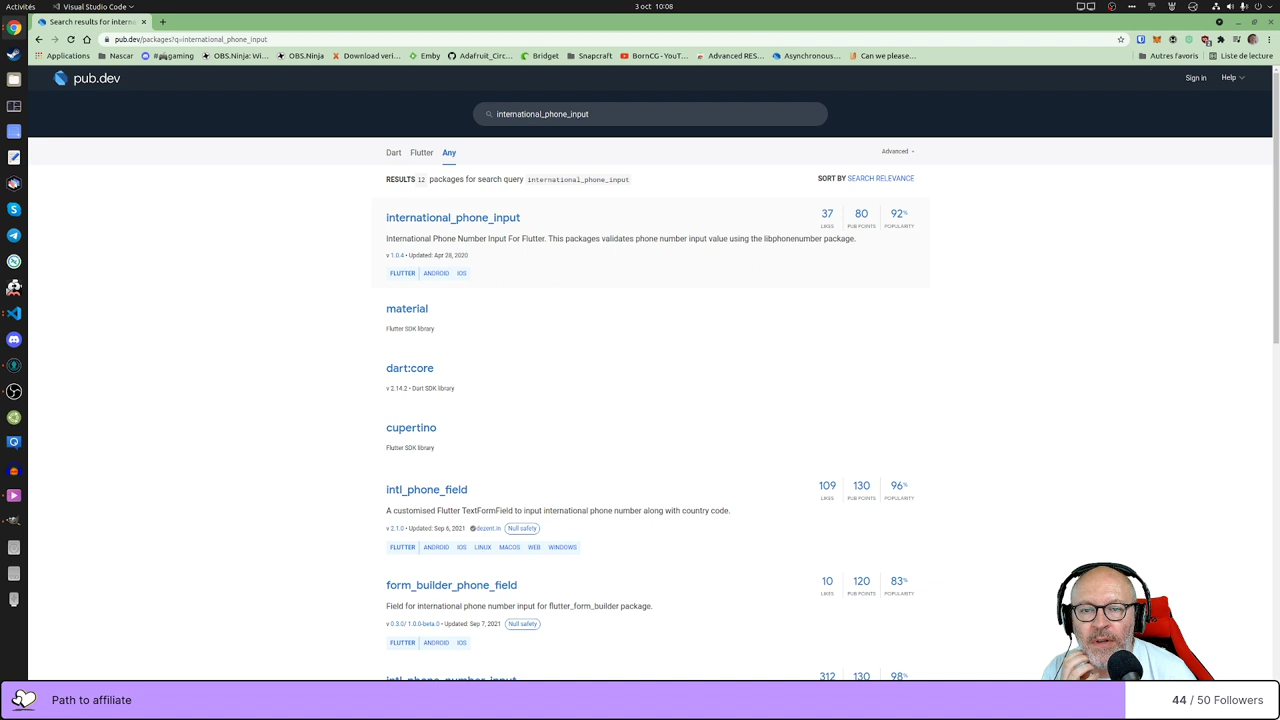 Activités
Visual Studio Code
3 oct 10:08
Search results for interna
pub.dev/packages?q=international_phone_input
Applications
Nascar
#🎮gaming
OBS.Ninja: Wi...
OBS.Ninja
Download veri...
Emby
Adafruit_Circ...
Bridget
Snapcraft
BornCG - YouT...
Advanced RES...
Asynchronous...
Can we please...
Autres favoris
Liste de lecture
pub.dev
Sign in
Help
international_phone_input
Dart Flutter Any
Advanced
RESULTS 12 packages for search query international_phone_input
SORT BY SEARCH RELEVANCE
international_phone_input
37 80 92%
LIKES PUB POINTS POPULARITY
International Phone Number Input For Flutter. This packages validates phone number input value using the libphonenumber package.
v 1.0.4 • Updated: Apr 28, 2020
FLUTTER ANDROID IOS
material
Flutter SDK library
dart:core
v 2.14.2 • Dart SDK library
cupertino
Flutter SDK library
intl_phone_field
109 130 96%
LIKES PUB POINTS POPULARITY
A customised Flutter TextFormField to input international phone number along with country code.
v 2.1.0 • Updated: Sep 6, 2021 dezent.in Null safety
FLUTTER ANDROID IOS LINUX MACOS WEB WINDOWS
form_builder_phone_field
10 120 83%
LIKES PUB POINTS POPULARITY
Field for international phone number input for flutter_form_builder package.
v 0.3.0/ 1.0.0-beta.0 • Updated: Sep 7, 2021 Null safety
FLUTTER ANDROID IOS
intl_phone_number_input
312 130 98%
Path to affiliate
44 / 50 Followers